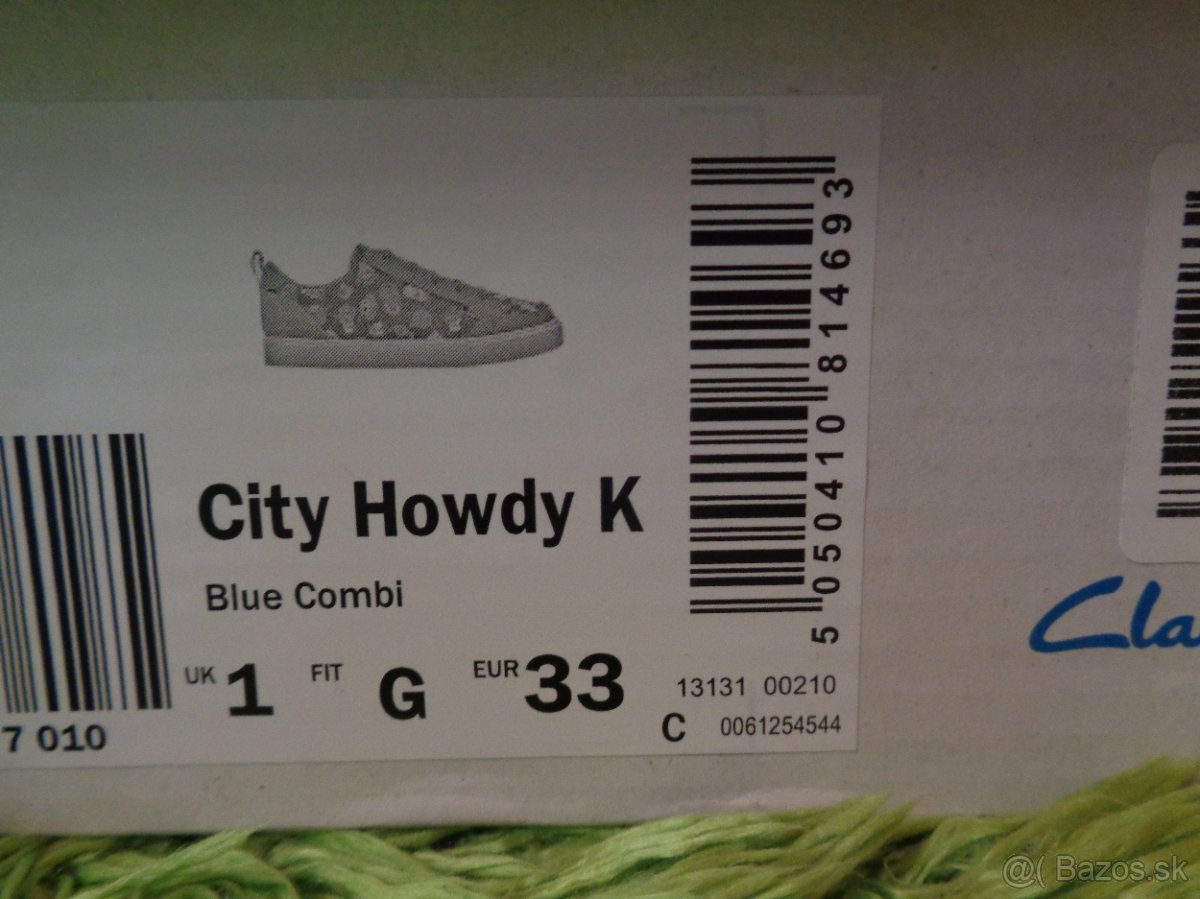 City Howdy K
Blue Combi
UK 1 FIT G EUR 33
7 010
5 050410 814693
13131 00210
C 0061254544
Cla
@( Bazos.sk